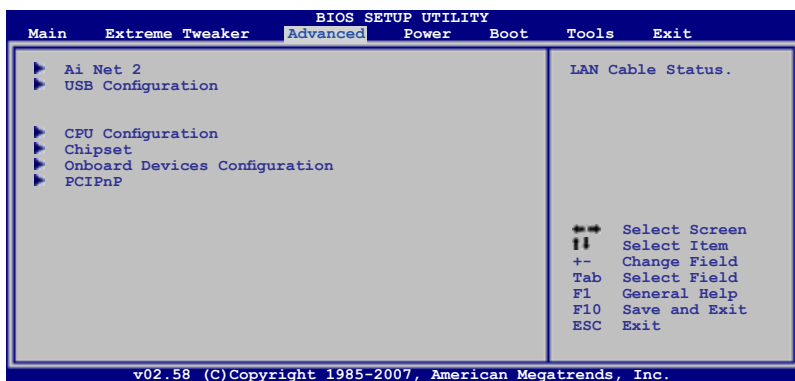 BIOS SETUP UTILITY
Main Extreme Tweaker Advanced Power Boot Tools Exit
Ai Net 2
USB Configuration
CPU Configuration
Chipset
Onboard Devices Configuration
PCIPnP
LAN Cable Status.
Select Screen
Select Item
+- Change Field
Tab Select Field
F1 General Help
F10 Save and Exit
ESC Exit
v02.58 (C)Copyright 1985-2007, American Megatrends, Inc.